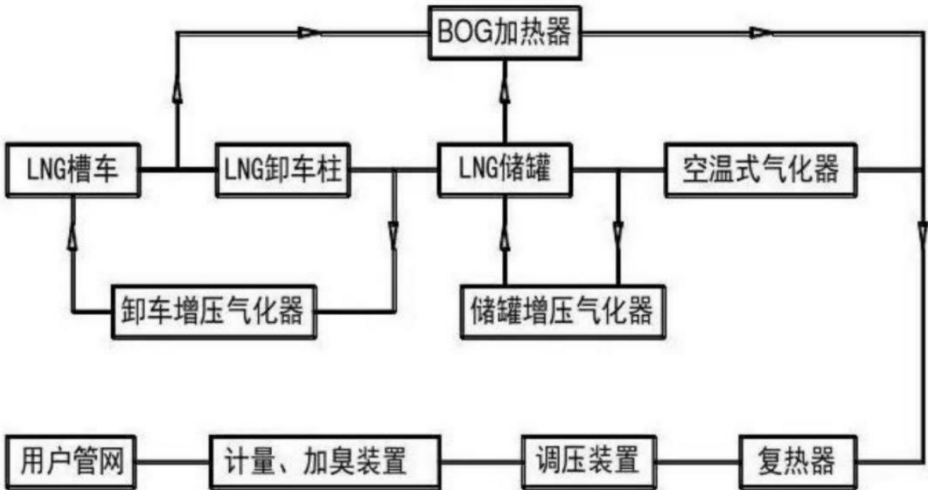 BOG加热器
LNG槽车
LNG卸车柱
LNG储罐
空温式气化器
卸车增压气化器
储罐增压气化器
用户管网
计量、加臭装置
调压装置
复热器